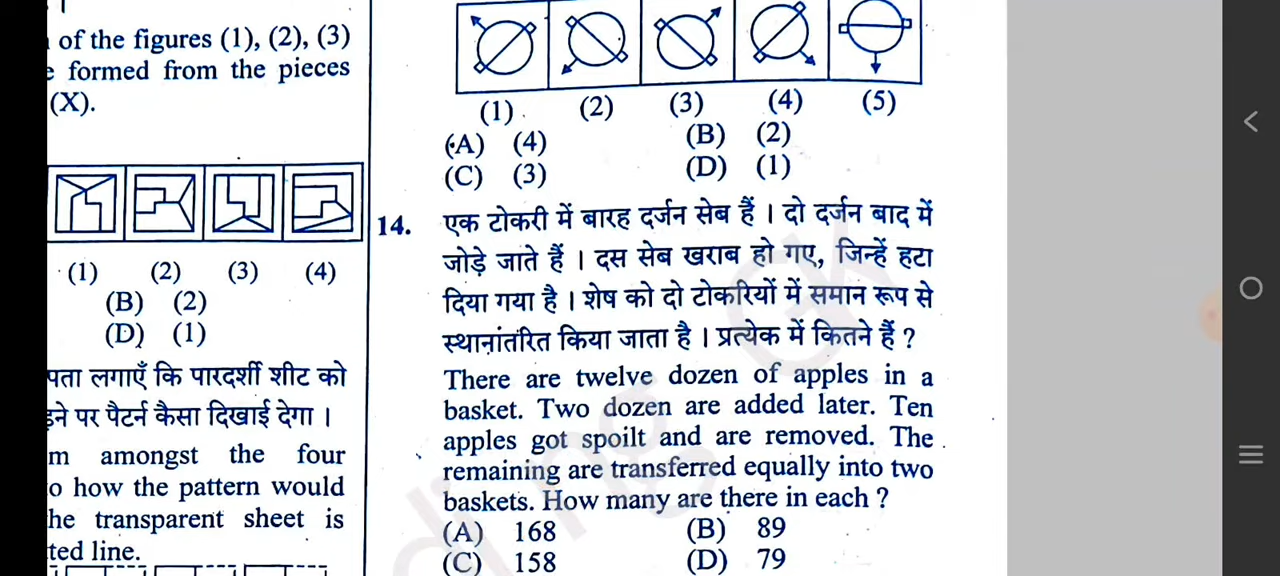 of the figures (1), (2), (3)
formed from the pieces
(X).
(1) (2) (3) (4)
(B) (2)
(D) (1)
पता लगाएँ कि पारदर्शी शीट को
पर पैटर्न कैसा दिखाई देगा ।
amongst the four
how the pattern would
transparent sheet is
line.
(1) (2) (3) (4) (5)
(A) (4) (B) (2)
(C) (3) (D) (1)
14. एक टोकरी में बारह दर्जन सेब हैं । दो दर्जन बाद में
जोड़े जाते हैं । दस सेब खराब हो गए, जिन्हें हटा
दिया गया है । शेष को दो टोकरियों में समान रूप से
स्थानांतरित किया जाता है । प्रत्येक में कितने हैं ?
There are twelve dozen of apples in a
basket. Two dozen are added later. Ten
apples got spoilt and are removed. The
remaining are transferred equally into two
baskets. How many are there in each ?
(A) 168 (B) 89
(C) 158 (D) 79